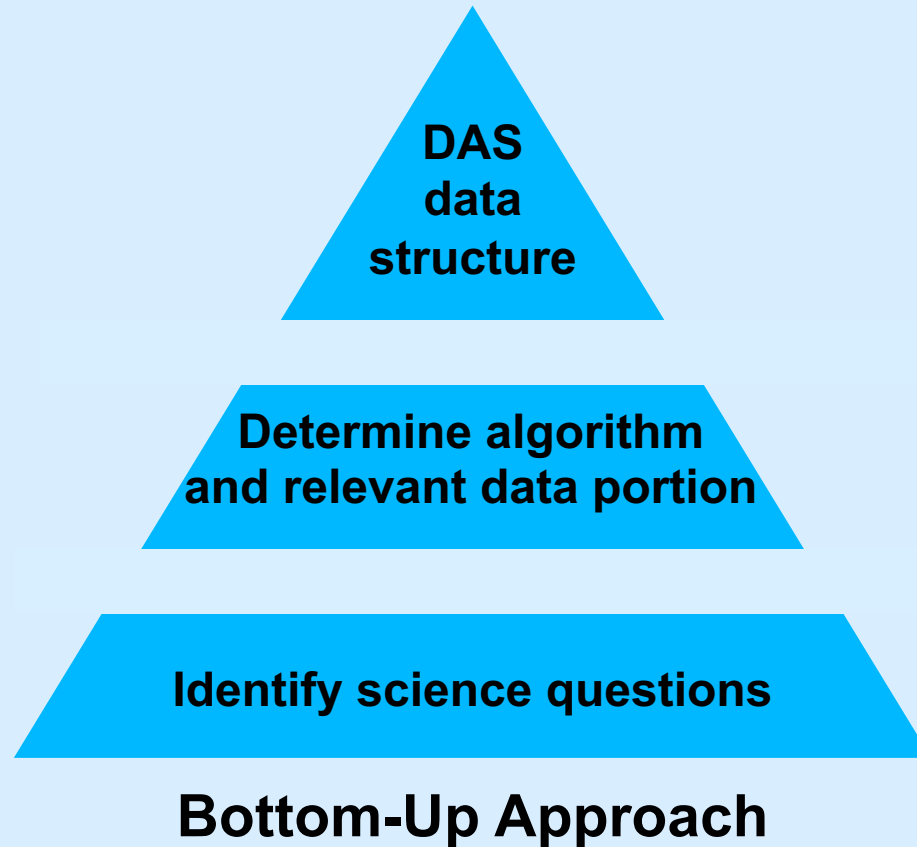 DAS
data
structure
Determine algorithm
and relevant data portion
Identify science questions
Bottom-Up Approach